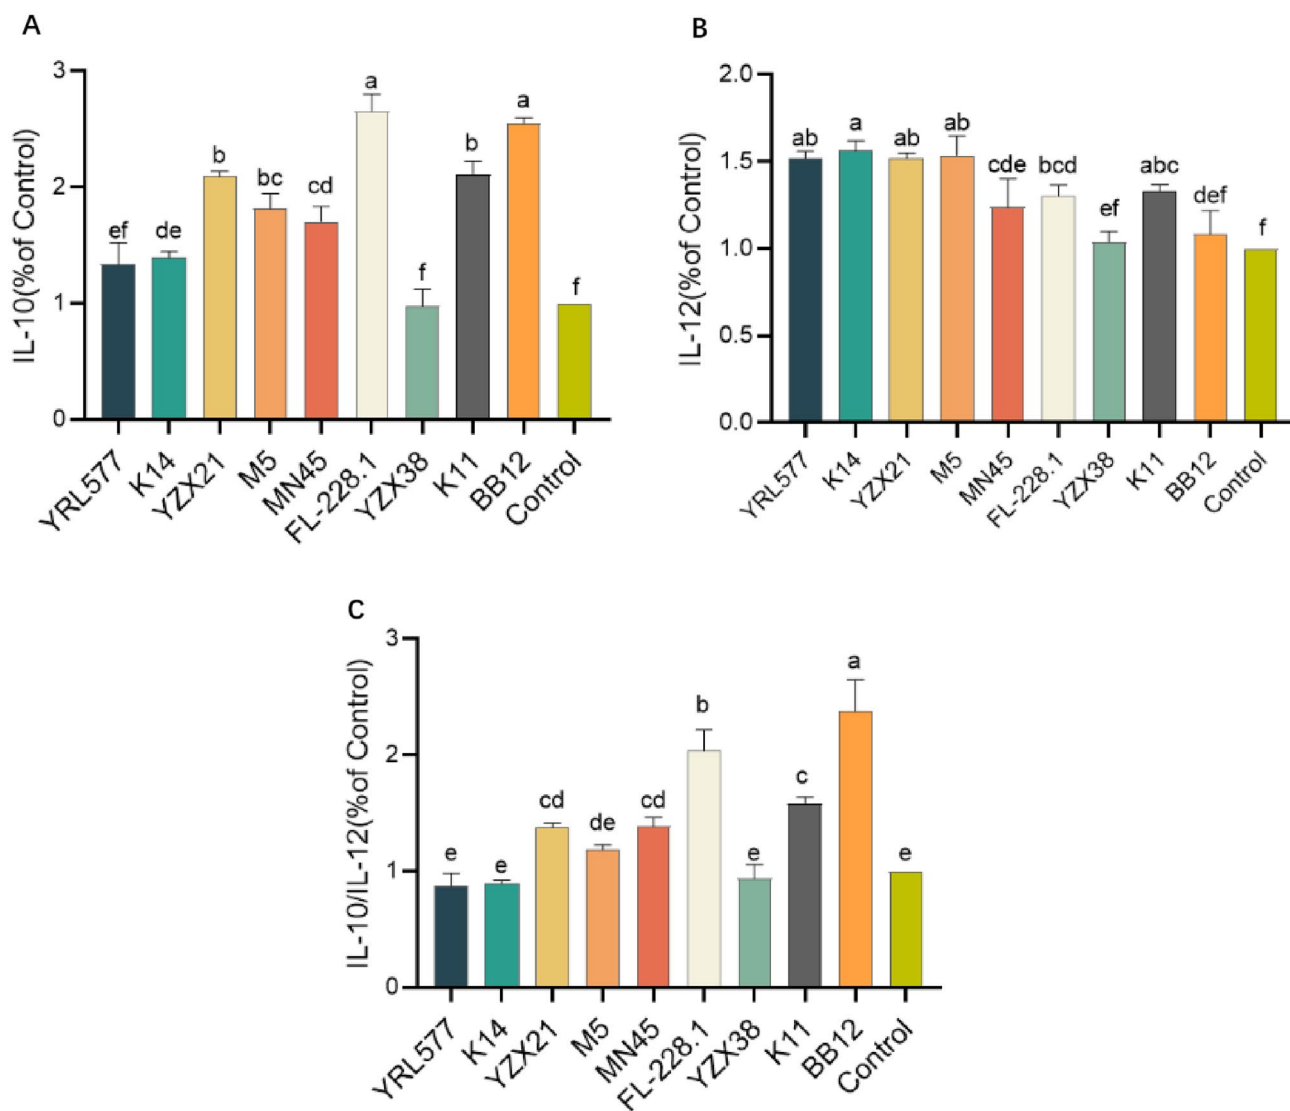 A
IL-10(%of Control)
3
2
1
0
ef
de
b
bc
cd
a
f
b
a
f
YRL577
K14
YZX21
M5
MN45
FL-228.1
YZX38
K11
BB12
Control
B
IL-12(%of Control)
2.0
1.5
1.0
0.5
0.0
ab
a
ab
ab
cde
bcd
ef
abc
def
f
YRL577
K14
YZX21
M5
MN45
FL-228.1
YZX38
K11
BB12
Control
C
IL-10/IL-12(%of Control)
3
2
1
0
e
e
cd
de
cd
b
e
c
a
e
YRL577
K14
YZX21
M5
MN45
FL-228.1
YZX38
K11
BB12
Control